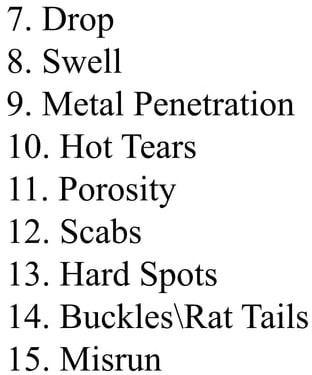 7. Drop
8. Swell
9. Metal Penetration
10. Hot Tears
11. Porosity
12. Scabs
13. Hard Spots
14. Buckles\Rat Tails
15. Misrun